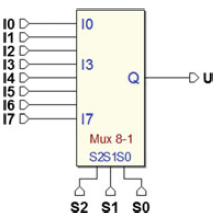 I0 I0
I1
I2
I3 I3
I4 Q U
I5
I6
I7 I7
Mux 8-1
S2S1S0
S2 S1 S0